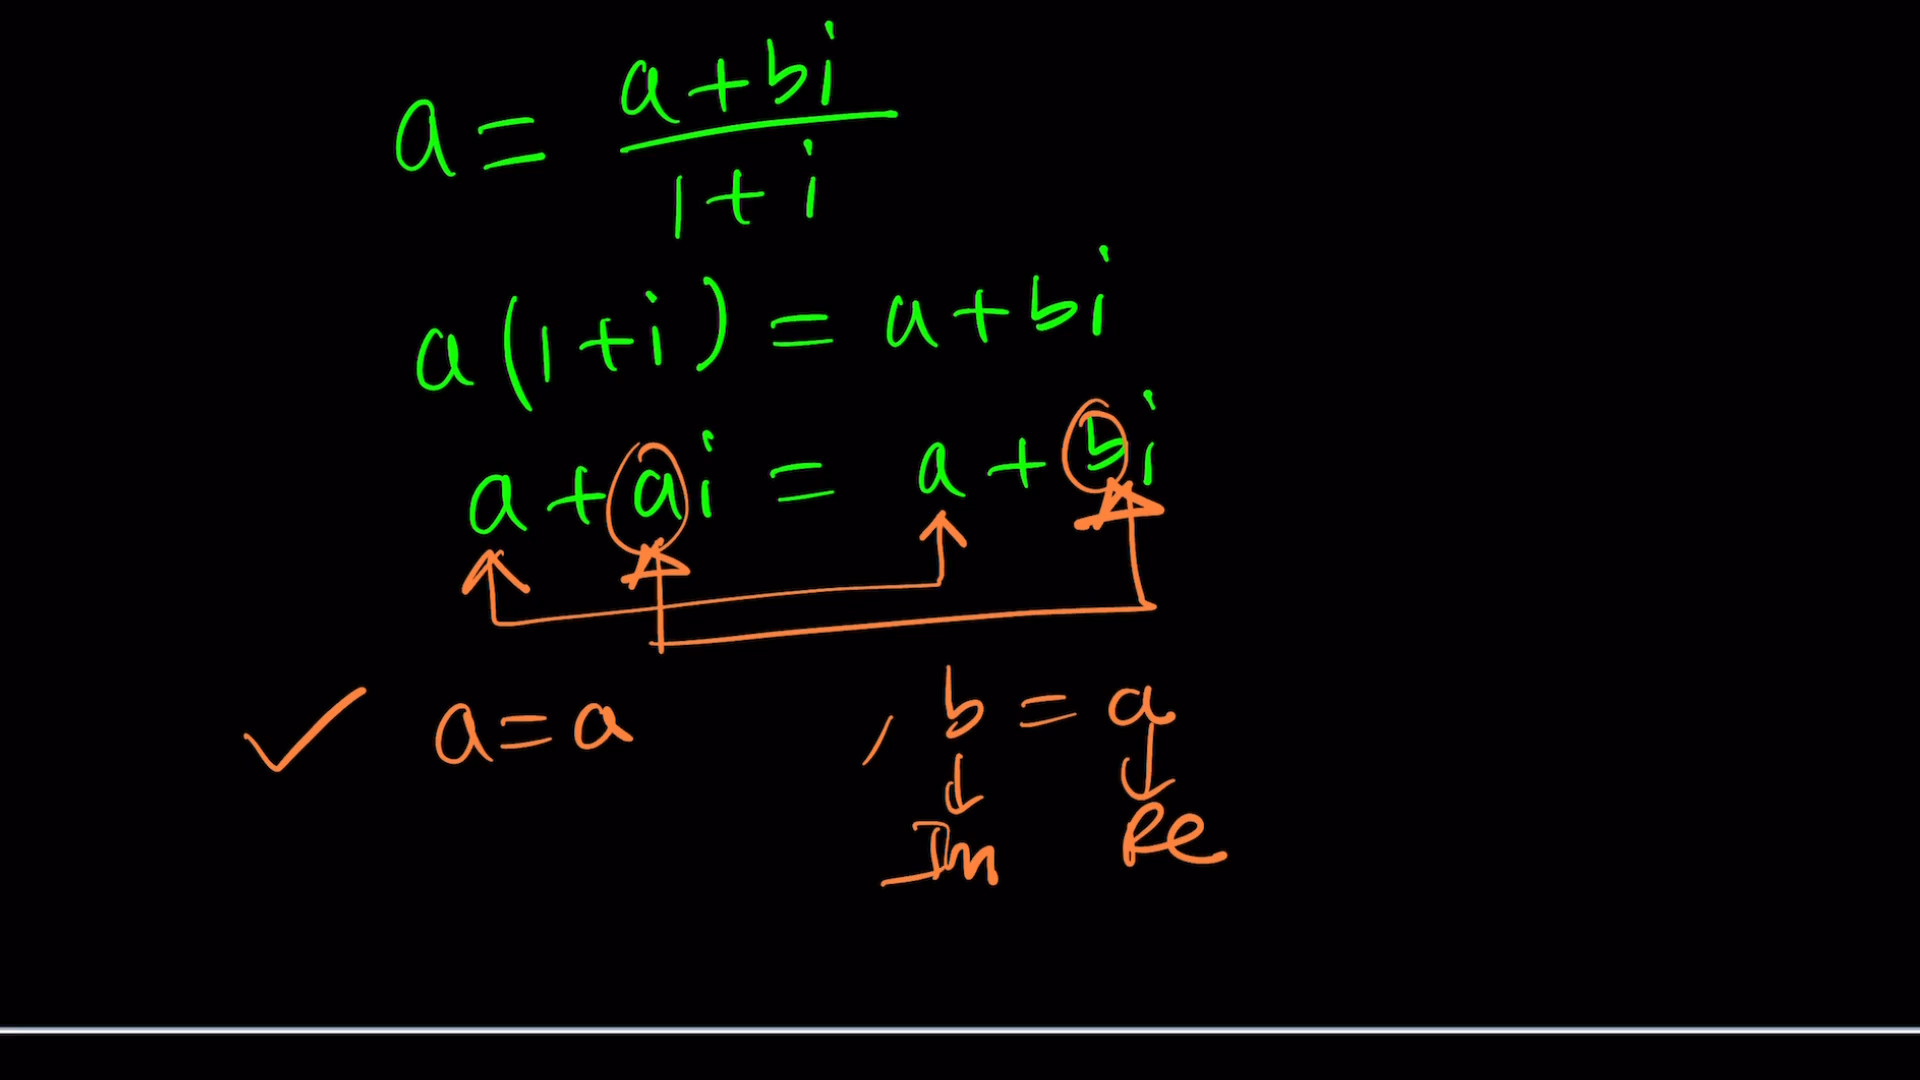 a = a+bi / 1+i
a(1+i) = a+bi
a+ai = a+bi
✓ a=a , b=a
Im Re